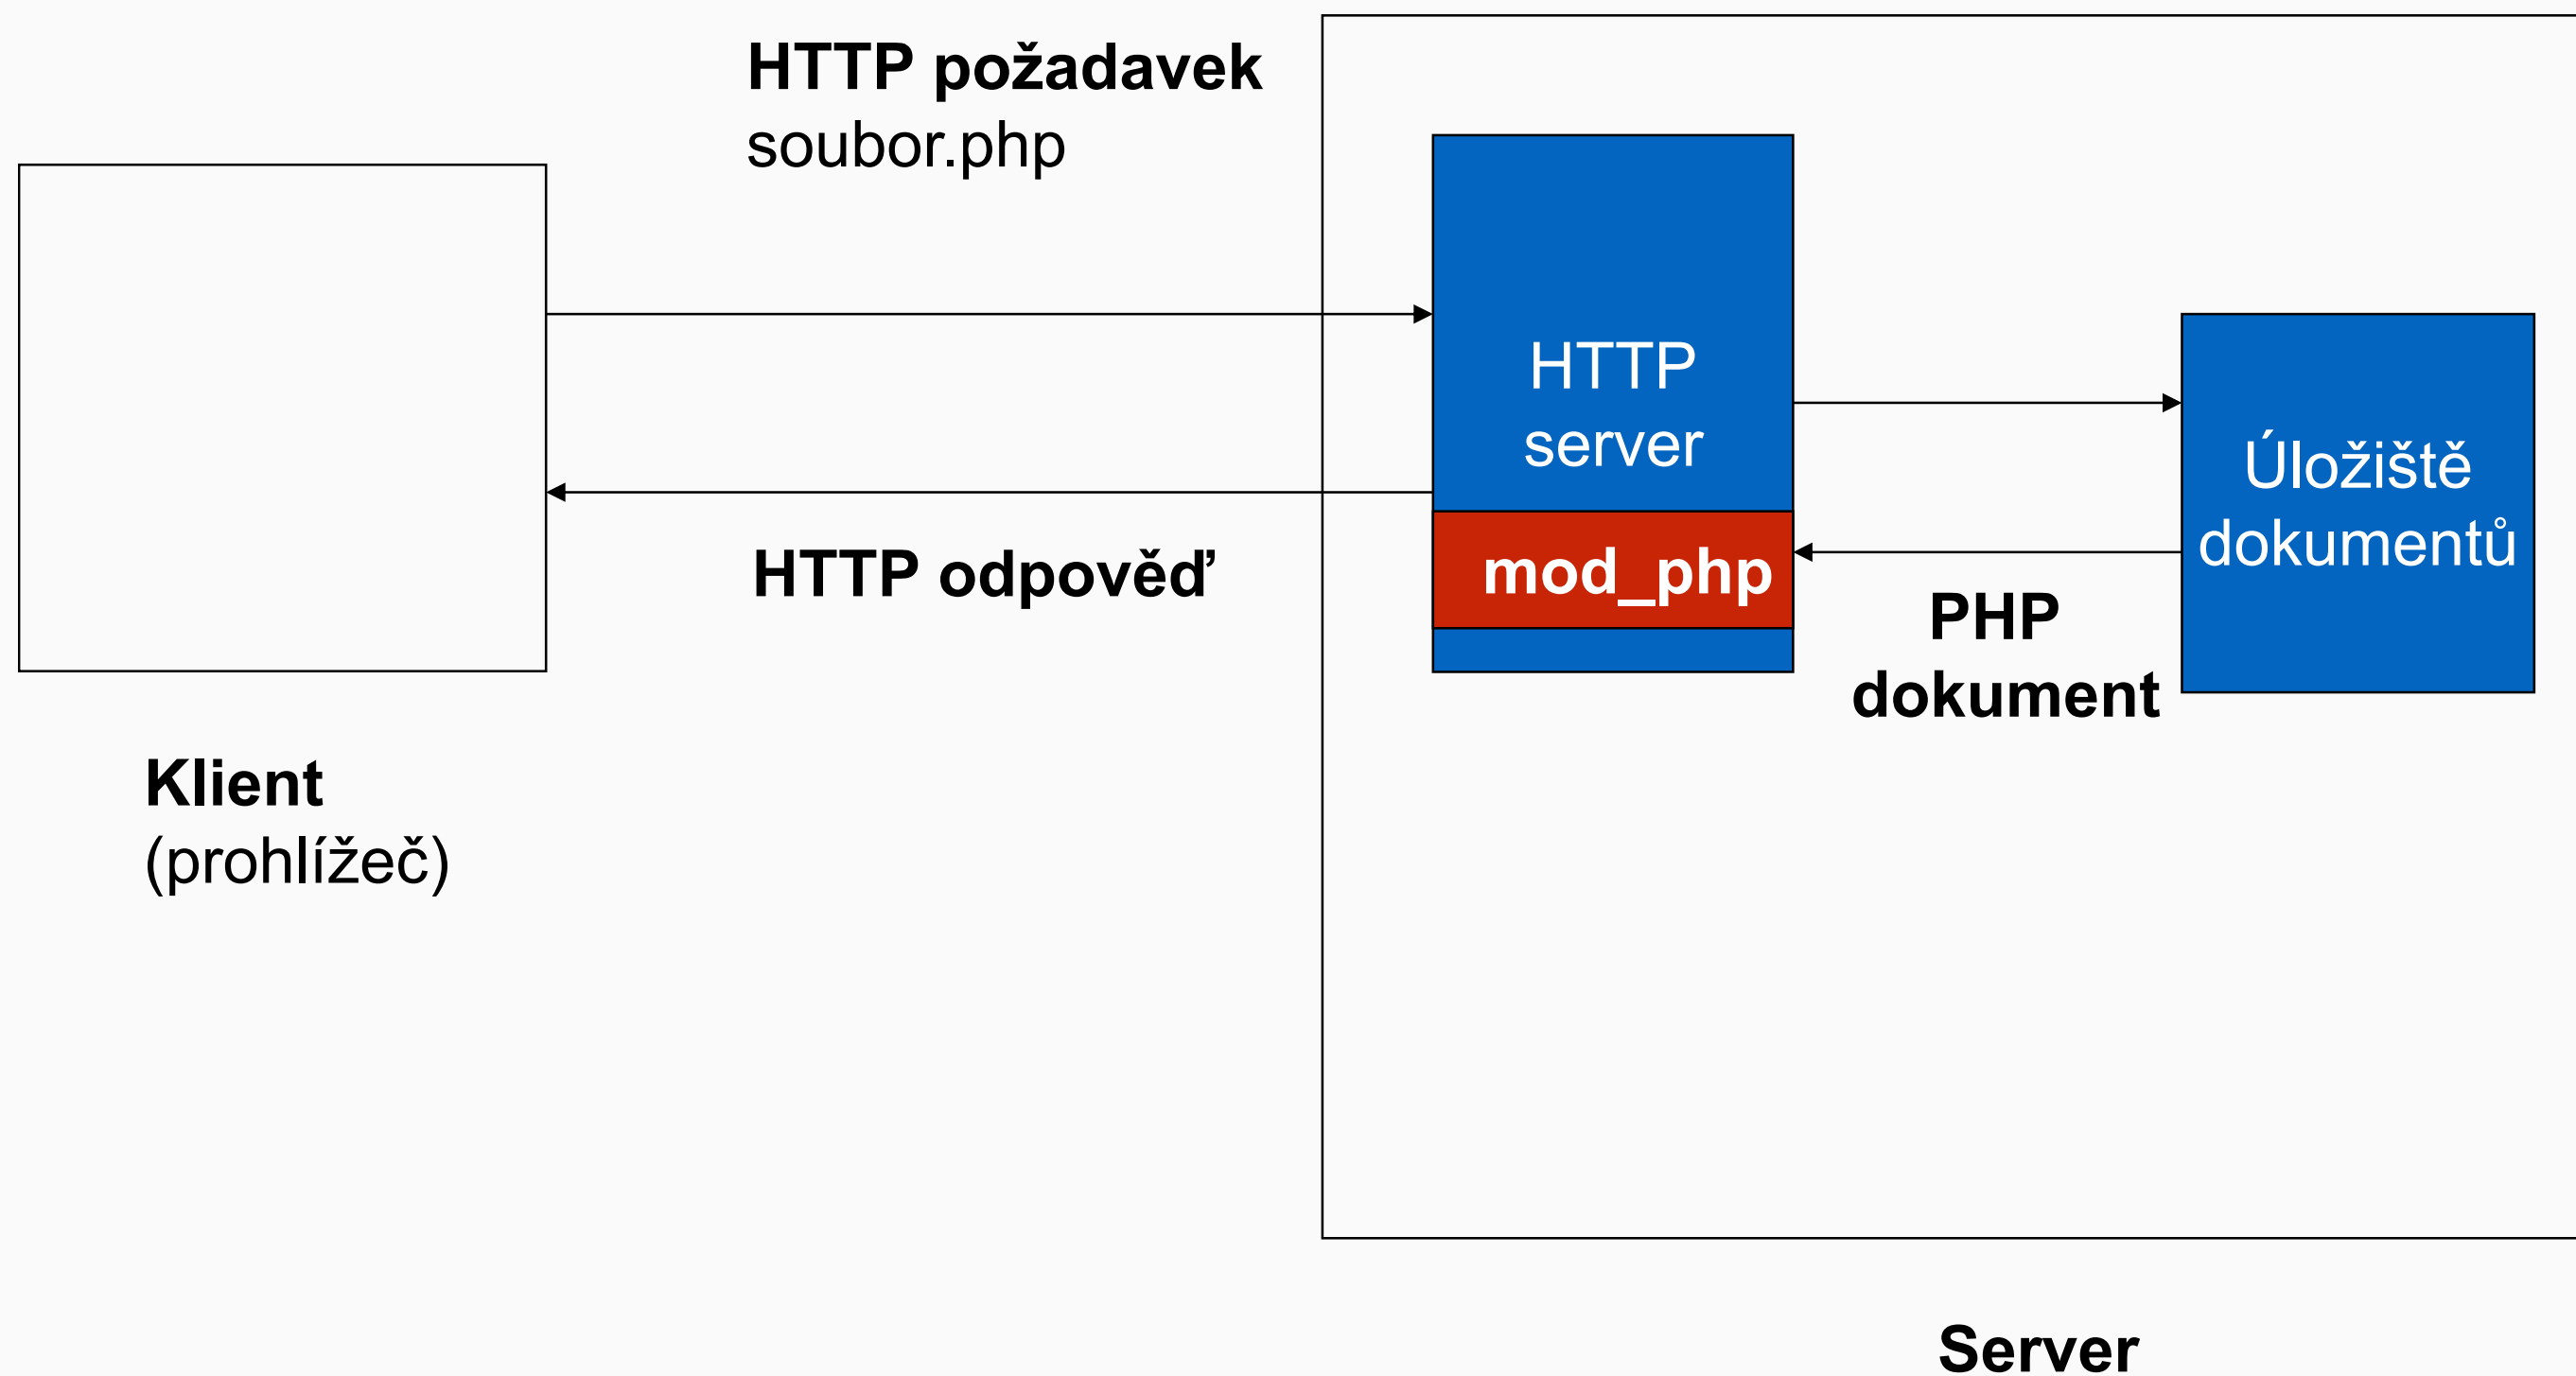 HTTP požadavek
soubor.php
HTTP
server
Úložiště
dokumentů
HTTP odpověď
mod_php
PHP
dokument
Klient
(prohlížeč)
Server